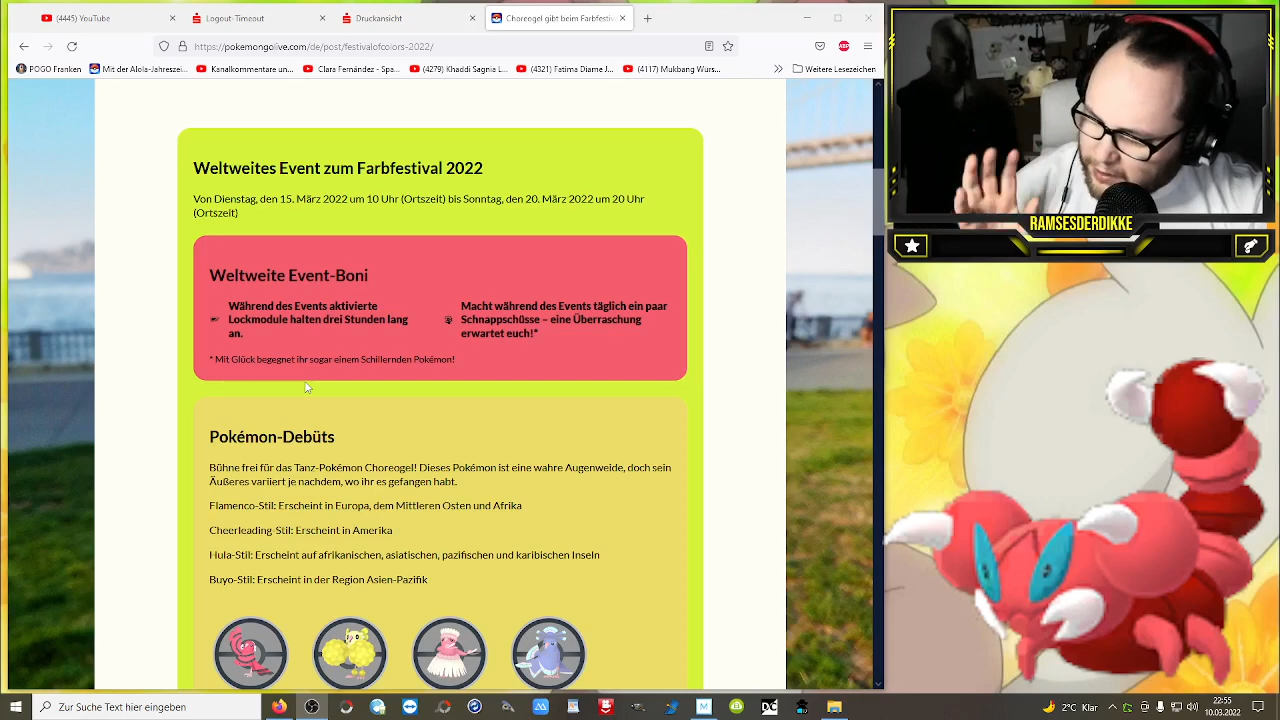 (4445) YouTube
Logout-Timeout
Druckansicht
Choreogel gibt beim Farbfestiv
https://pokemongolive.com/de/post/festivalofcolors-2022/
ABP
POGO Franken
Mit der Alola-Jahresze...
Kanalkommentare un...
Clara Fernández - Spa...
(4279) Khadidi Sagnia L...
(4321) Fatima Diame J...
(4117) Mukbang Wurs...
Weitere Lesezeichen
Weltweites Event zum Farbfestival 2022
Von Dienstag, den 15. März 2022 um 10 Uhr (Ortszeit) bis Sonntag, den 20. März 2022 um 20 Uhr
(Ortszeit)
Weltweite Event-Boni
Während des Events aktivierte
Lockmodule halten drei Stunden lang
an.
Macht während des Events täglich ein paar
Schnappschüsse – eine Überraschung
erwartet euch!*
* Mit Glück begegnet ihr sogar einem Schillernden Pokémon!
Pokémon-Debüts
Bühne frei für das Tanz-Pokémon Choreogel! Dieses Pokémon ist eine wahre Augenweide, doch sein
Äußeres variiert je nachdem, wo ihr es gefangen habt.
Flamenco-Stil: Erscheint in Europa, dem Mittleren Osten und Afrika
Cheerleading-Stil: Erscheint in Amerika
Hula-Stil: Erscheint auf afrikanischen, asiatischen, pazifischen und karibischen Inseln
Buyo-Stil: Erscheint in der Region Asien-Pazifik
RAMSESDERDIKKE
Zur Suche Text hier eingeben
DC
2°C Klar
22:55
10.03.2022